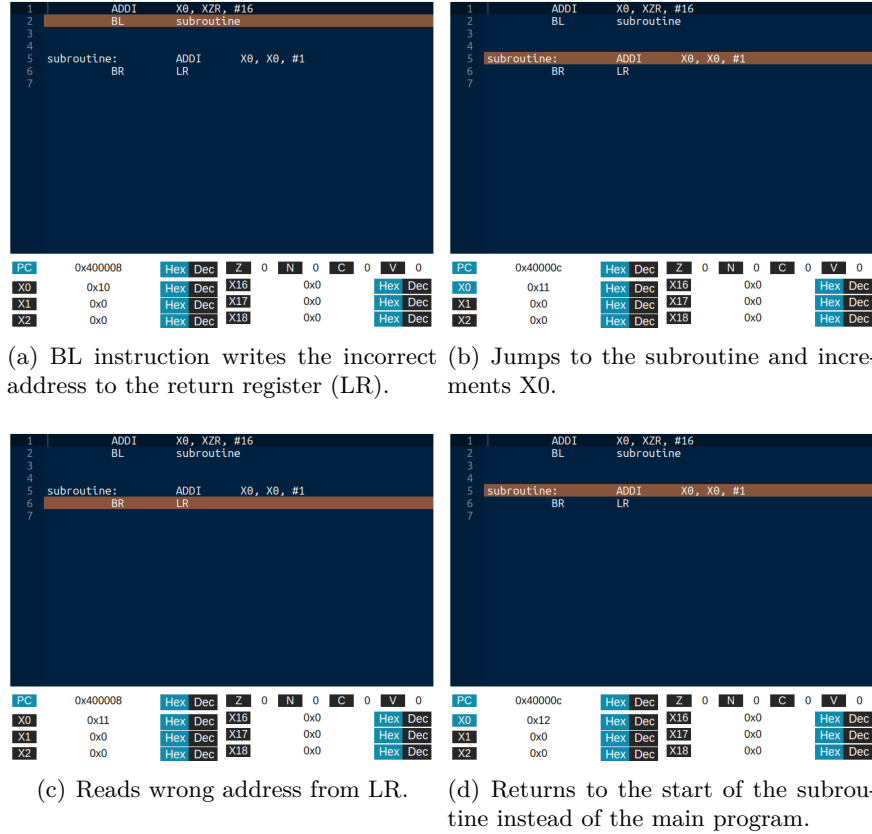 1 ADDI X0, XZR, #16
2 BL subroutine
3
4
5 subroutine: ADDI X0, X0, #1
6 BR LR
7
PC 0x400008 Hex Dec Z 0 N 0 C 0 V 0
X0 0x10 Hex Dec X16 0x0 Hex Dec
X1 0x0 Hex Dec X17 0x0 Hex Dec
X2 0x0 Hex Dec X18 0x0 Hex Dec
(a) BL instruction writes the incorrect
address to the return register (LR).
1 ADDI X0, XZR, #16
2 BL subroutine
3
4
5 subroutine: ADDI X0, X0, #1
6 BR LR
7
PC 0x40000c Hex Dec Z 0 N 0 C 0 V 0
X0 0x11 Hex Dec X16 0x0 Hex Dec
X1 0x0 Hex Dec X17 0x0 Hex Dec
X2 0x0 Hex Dec X18 0x0 Hex Dec
(b) Jumps to the subroutine and incre-
ments X0.
1 ADDI X0, XZR, #16
2 BL subroutine
3
4
5 subroutine: ADDI X0, X0, #1
6 BR LR
7
PC 0x400008 Hex Dec Z 0 N 0 C 0 V 0
X0 0x11 Hex Dec X16 0x0 Hex Dec
X1 0x0 Hex Dec X17 0x0 Hex Dec
X2 0x0 Hex Dec X18 0x0 Hex Dec
(c) Reads wrong address from LR.
1 ADDI X0, XZR, #16
2 BL subroutine
3
4
5 subroutine: ADDI X0, X0, #1
6 BR LR
7
PC 0x40000c Hex Dec Z 0 N 0 C 0 V 0
X0 0x12 Hex Dec X16 0x0 Hex Dec
X1 0x0 Hex Dec X17 0x0 Hex Dec
X2 0x0 Hex Dec X18 0x0 Hex Dec
(d) Returns to the start of the subrou-
tine instead of the main program.